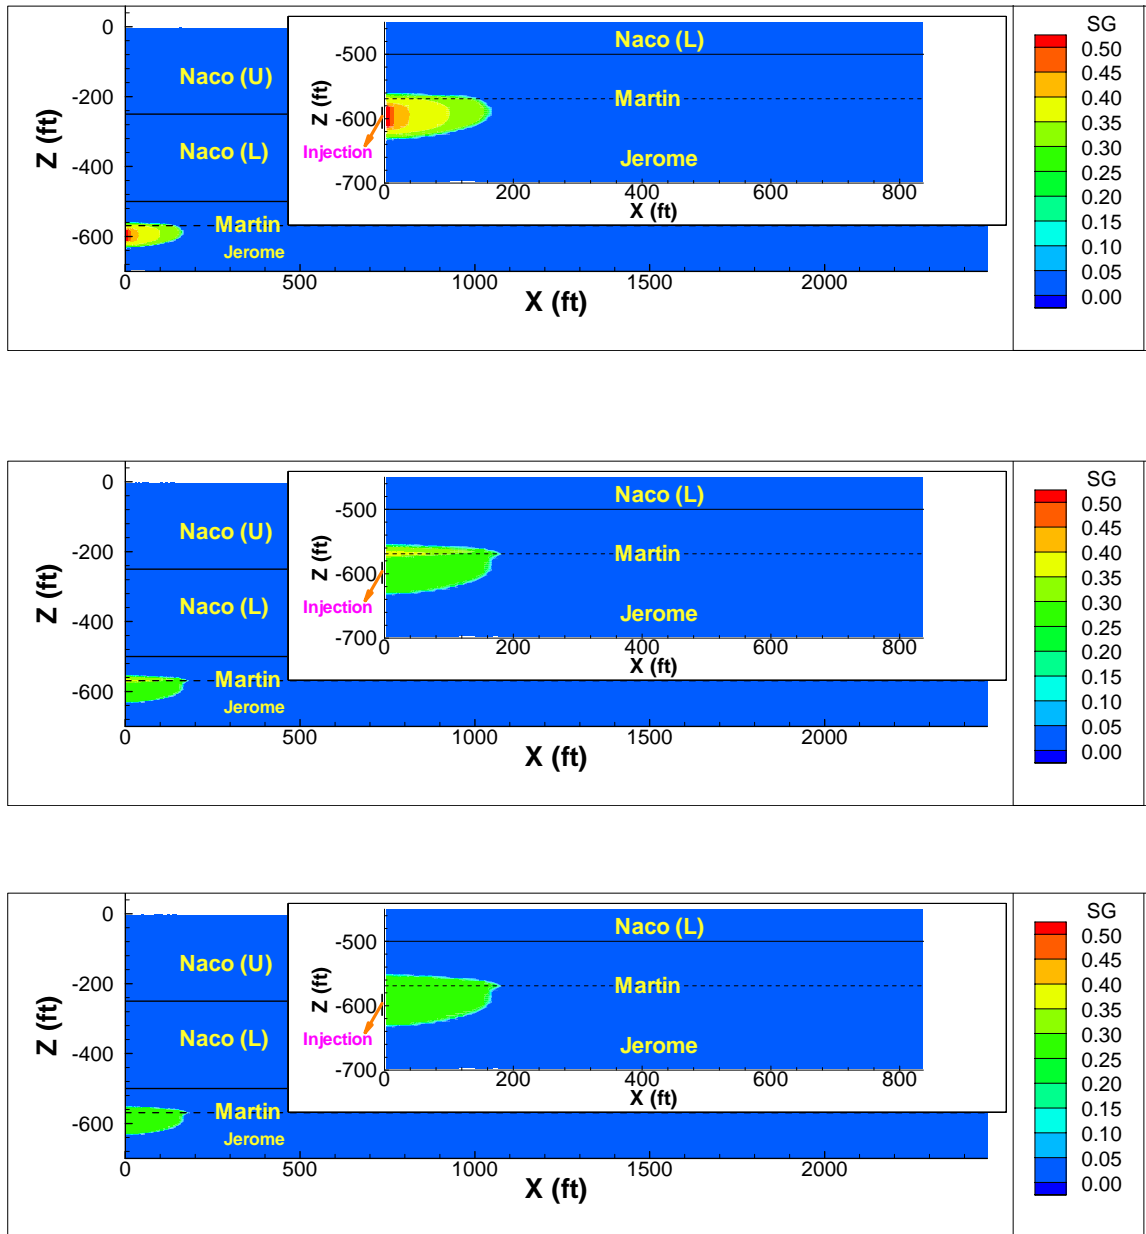 SG
0
Naco (L)
0.50
-500
0.45
Naco (U)
0.40
Martin
Z (ft)
-200
-600
0.35
Z (ft)
Injection
Naco (L)
Jerome
0.30
0.25
-400
-700
0 200 400 600 800
0.20
X (ft)
0.15
Martin
-600
Jerome
0.10
0.05
0 500 1000 1500 2000
X (ft)
0.00
SG
0
Naco (L)
0.50
-500
0.45
Naco (U)
0.40
Martin
Z (ft)
-200
-600
0.35
Z (ft)
Injection
Naco (L)
Jerome
0.30
0.25
-400
-700
0 200 400 600 800
0.20
X (ft)
0.15
Martin
-600
Jerome
0.10
0.05
0 500 1000 1500 2000
X (ft)
0.00
SG
0
Naco (L)
0.50
-500
0.45
Naco (U)
0.40
Martin
Z (ft)
-200
-600
0.35
Z (ft)
Injection
Naco (L)
Jerome
0.30
0.25
-400
-700
0 200 400 600 800
0.20
X (ft)
0.15
Martin
-600
Jerome
0.10
0.05
0 500 1000 1500 2000
X (ft)
0.00